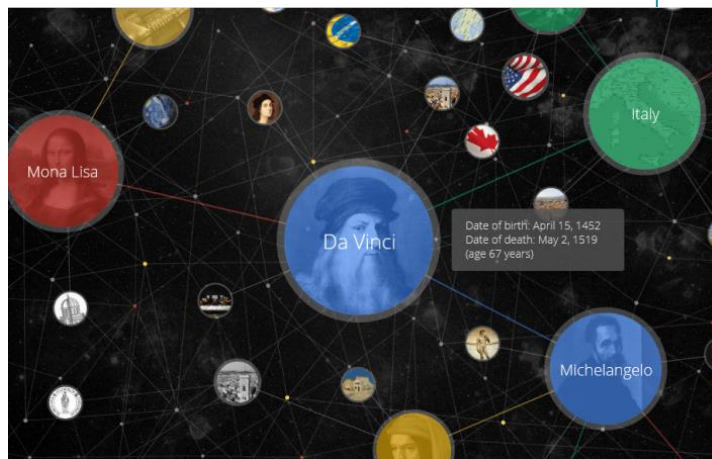 Italy
Mona Lisa
Da Vinci
Date of birth: April 15, 1452
Date of death: May 2, 1519
(age 67 years)
Michelangelo